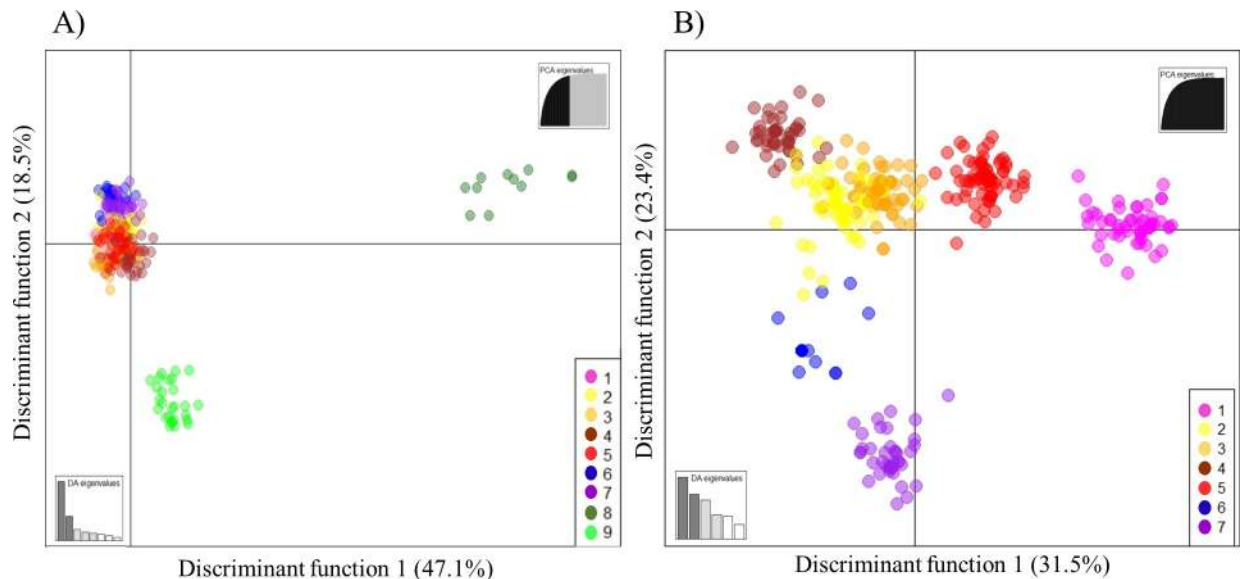 A)
PCA eigenvalues
Discriminant function 2 (18.5%)
DA eigenvalues
1
2
3
4
5
6
7
8
9
Discriminant function 1 (47.1%)
B)
PCA eigenvalues
Discriminant function 2 (23.4%)
DA eigenvalues
1
2
3
4
5
6
7
Discriminant function 1 (31.5%)